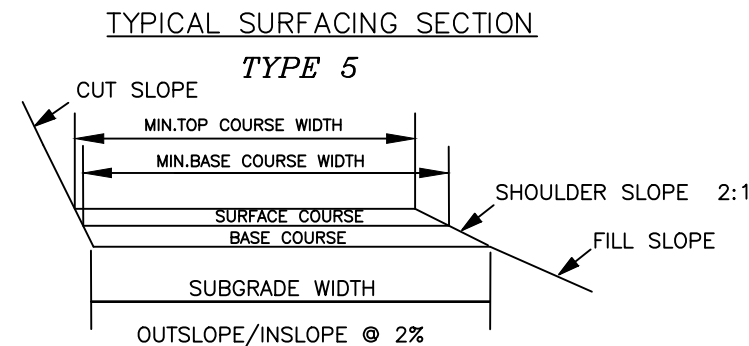 TYPICAL SURFACING SECTION
TYPE 5
CUT SLOPE
MIN.TOP COURSE WIDTH
MIN.BASE COURSE WIDTH
SHOULDER SLOPE 2:1
SURFACE COURSE
BASE COURSE
FILL SLOPE
SUBGRADE WIDTH
OUTSLOPE/INSLOPE @ 2%